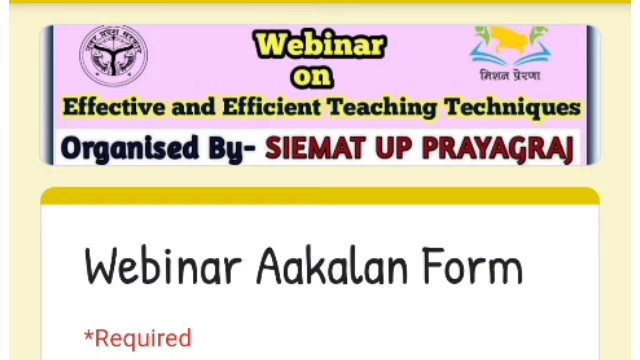 Webinar
on
Effective and Efficient Teaching Techniques
Organised By- SIEMAT UP PRAYAGRAJ
मिशन प्रेरणा
Webinar Aakalan Form
*Required